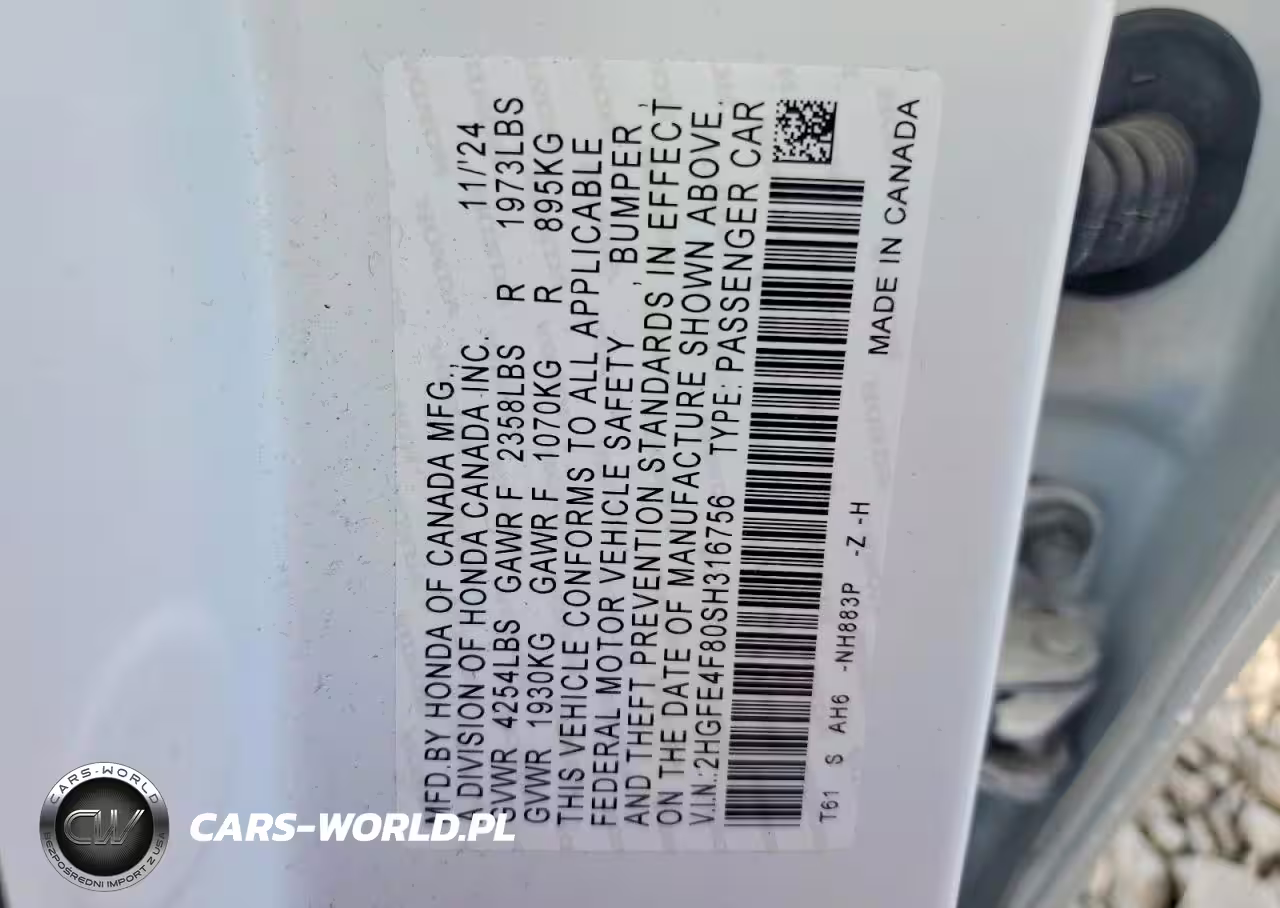 MFD.BY HONDA OF CANADA MFG.,
A DIVISION OF HONDA CANADA INC. 11/'24
GVWR 4254LBS GAWR F 2358LBS R 1973LBS
GVWR 1930KG GAWR F 1070KG R 895KG
THIS VEHICLE CONFORMS TO ALL APPLICABLE
FEDERAL MOTOR VEHICLE SAFETY , BUMPER ,
AND THEFT PREVENTION STANDARDS IN EFFECT
ON THE DATE OF MANUFACTURE SHOWN ABOVE.
V.I.N.:2HGFE4F80SH316756 TYPE: PASSENGER CAR
T61 S AH6 -NH883P -Z -H
MADE IN CANADA
CARS-WORLD
CW
BEZPOŚREDNI IMPORT Z USA
CARS-WORLD.PL